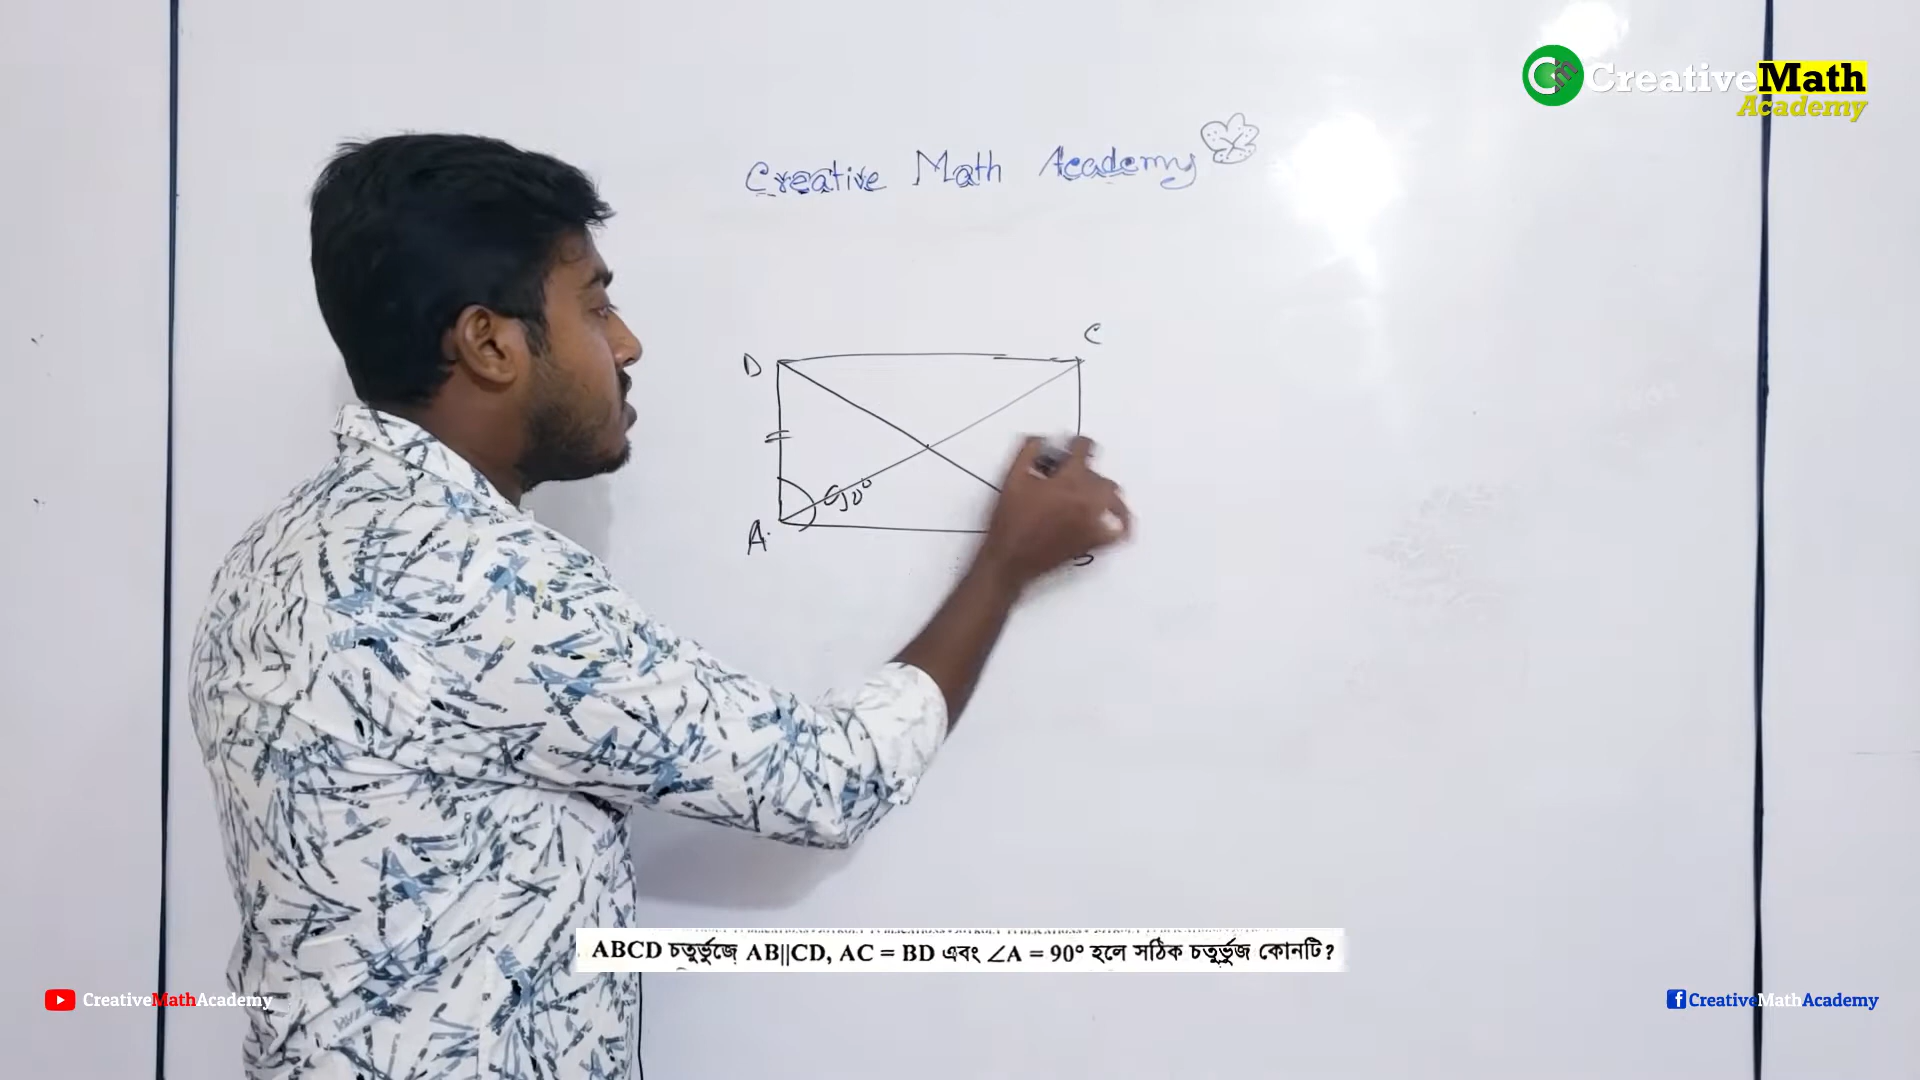 CreativeMath
Academy
Creative Math Academy
D
C
90°
A
B
ABCD চতুর্ভুজে AB||CD, AC = BD এবং ∠A = 90° হলে সঠিক চতুর্ভুজ কোনটি?
CreativeMathAcademy
CreativeMathAcademy